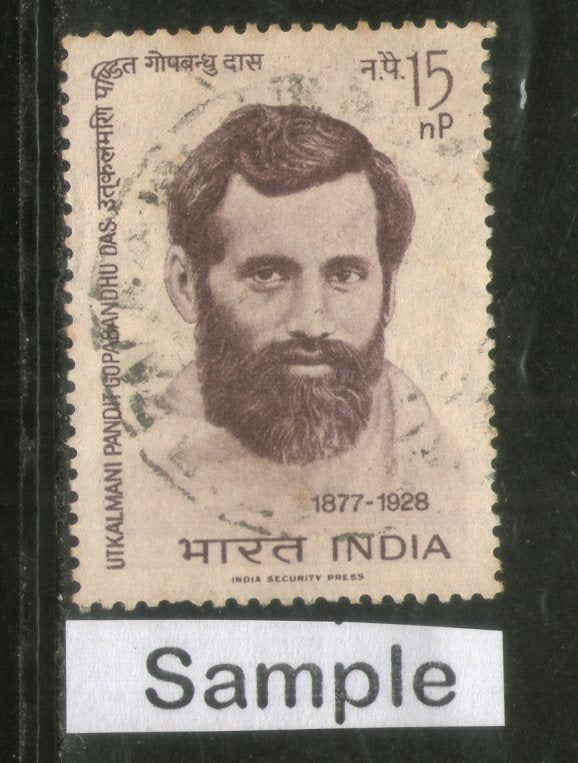 UTKALMANI PANDIT GOPABANDHU DAS उत्कलमणि पण्डित गोपबन्धु दास
न.पै. 15
nP
1877-1928
भारत INDIA
INDIA SECURITY PRESS
Sample